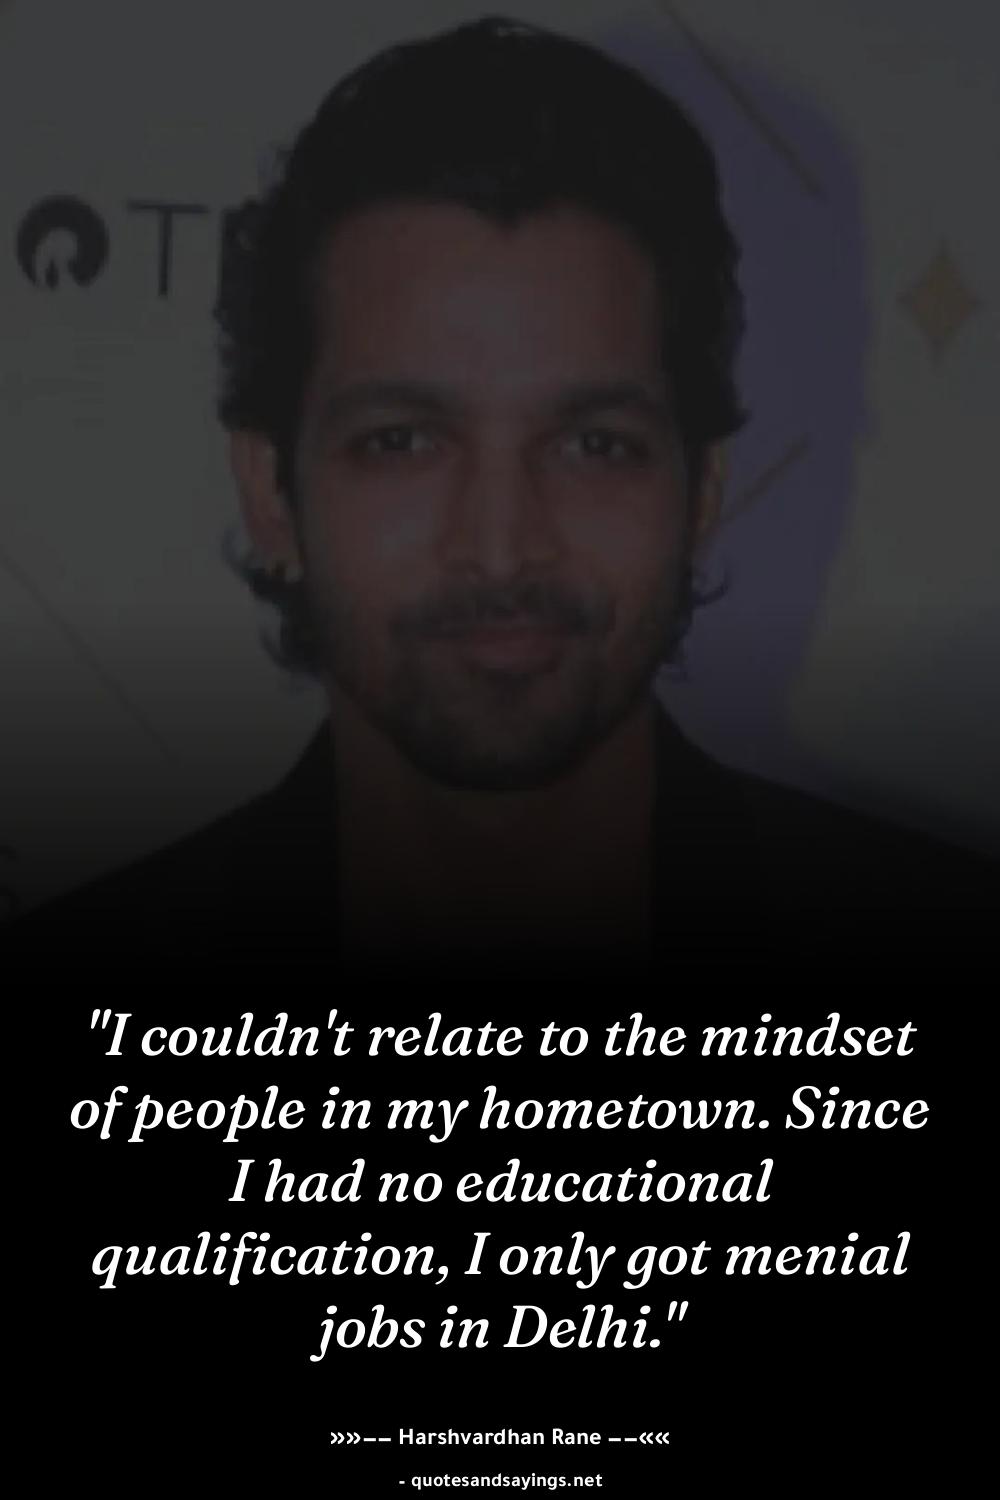 T
"I couldn't relate to the mindset
of people in my hometown. Since
I had no educational
qualification, I only got menial
jobs in Delhi."
»»–– Harshvardhan Rane ––««
- quotesandsayings.net